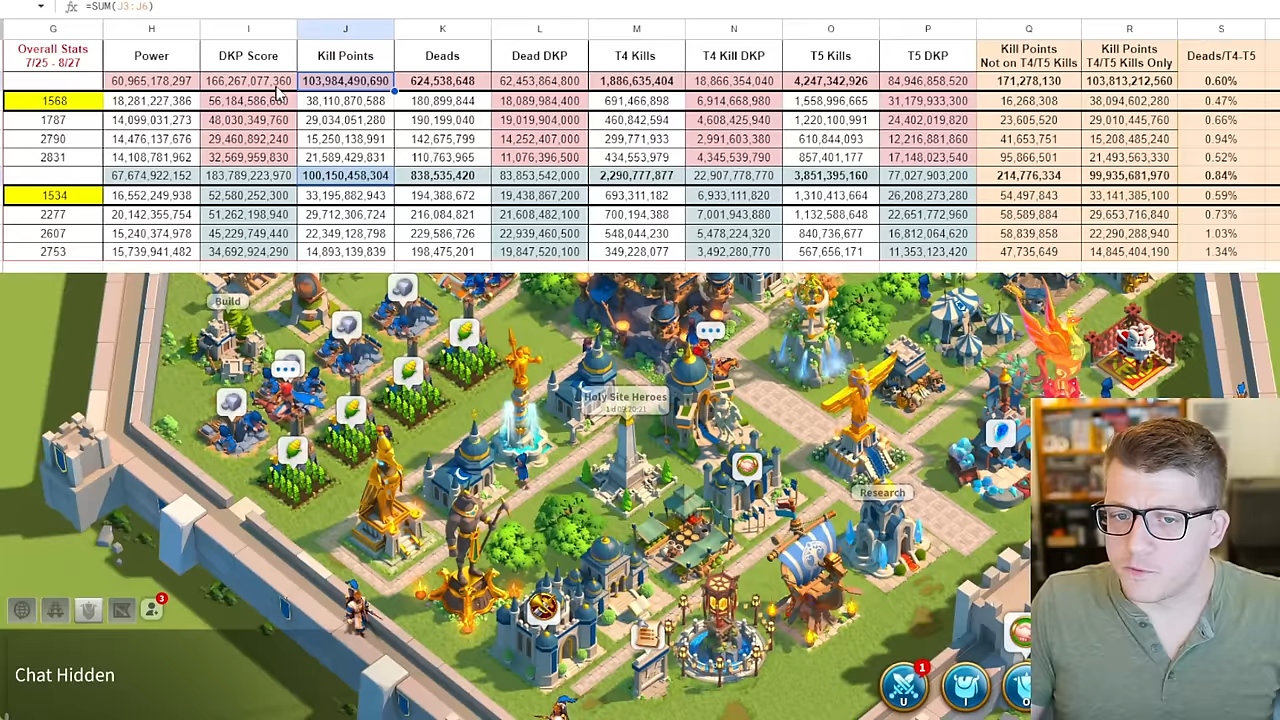 fx =SUM(J3:J6)
G H I J K L M N O P Q R S
Overall Stats 7/25 - 8/27 Power DKP Score Kill Points Deads Dead DKP T4 Kills T4 Kill DKP T5 Kills T5 DKP Kill Points Not on T4/T5 Kills Kill Points T4/T5 Kills Only Deads/T4-T5
60,965,178,297 166,267,077,360 103,984,490,690 624,538,648 62,453,864,800 1,886,635,404 18,866,354,040 4,247,342,926 84,946,858,520 171,278,130 103,813,212,560 0.60%
1568 18,281,227,386 38,110,870,588 180,899,844 18,089,984,400 691,466,898 6,914,668,980 1,558,996,665 31,179,933,300 16,268,308 38,094,602,280 0.47%
1787 14,099,031,273 48,030,349,760 29,034,051,280 190,199,040 19,019,904,000 460,842,594 4,608,425,940 1,220,100,991 24,402,019,820 23,605,520 29,010,445,760 0.66%
2790 14,476,137,676 29,460,892,240 15,250,138,991 142,675,799 14,252,407,000 299,771,933 2,991,603,380 610,844,093 12,216,881,860 41,653,751 15,208,485,240 0.94%
2831 14,108,781,962 32,569,959,830 21,589,429,831 110,763,965 11,076,396,500 434,553,979 4,345,539,790 857,401,177 17,148,023,540 95,866,501 21,493,563,330 0.52%
67,674,922,152 183,789,223,970 100,150,458,304 838,535,420 83,853,542,000 2,290,777,877 22,907,778,770 3,851,395,160 77,027,903,200 214,776,334 99,935,681,970 0.84%
1534 16,552,249,938 52,580,252,300 33,195,882,943 194,388,672 19,438,867,200 693,311,182 6,933,111,820 1,310,413,664 26,208,273,280 54,497,843 33,141,385,100 0.59%
2277 20,142,355,754 51,262,198,940 29,712,306,724 216,084,821 21,608,482,100 700,194,388 7,001,943,880 1,132,588,648 22,651,772,960 58,589,884 29,653,716,840 0.73%
2607 15,240,374,978 45,229,749,440 22,349,128,798 229,586,726 22,939,460,500 548,044,230 5,478,224,320 840,736,677 16,812,064,620 58,839,858 22,290,288,940 1.03%
2753 15,739,941,482 34,692,924,290 14,893,139,839 198,475,201 19,847,520,100 349,228,077 3,492,280,770 567,656,171 11,353,123,420 47,735,649 14,845,404,190 1.34%
Build
Holy Site Heroes
1d 09:20:21
Research
3
Chat Hidden
1
U I O